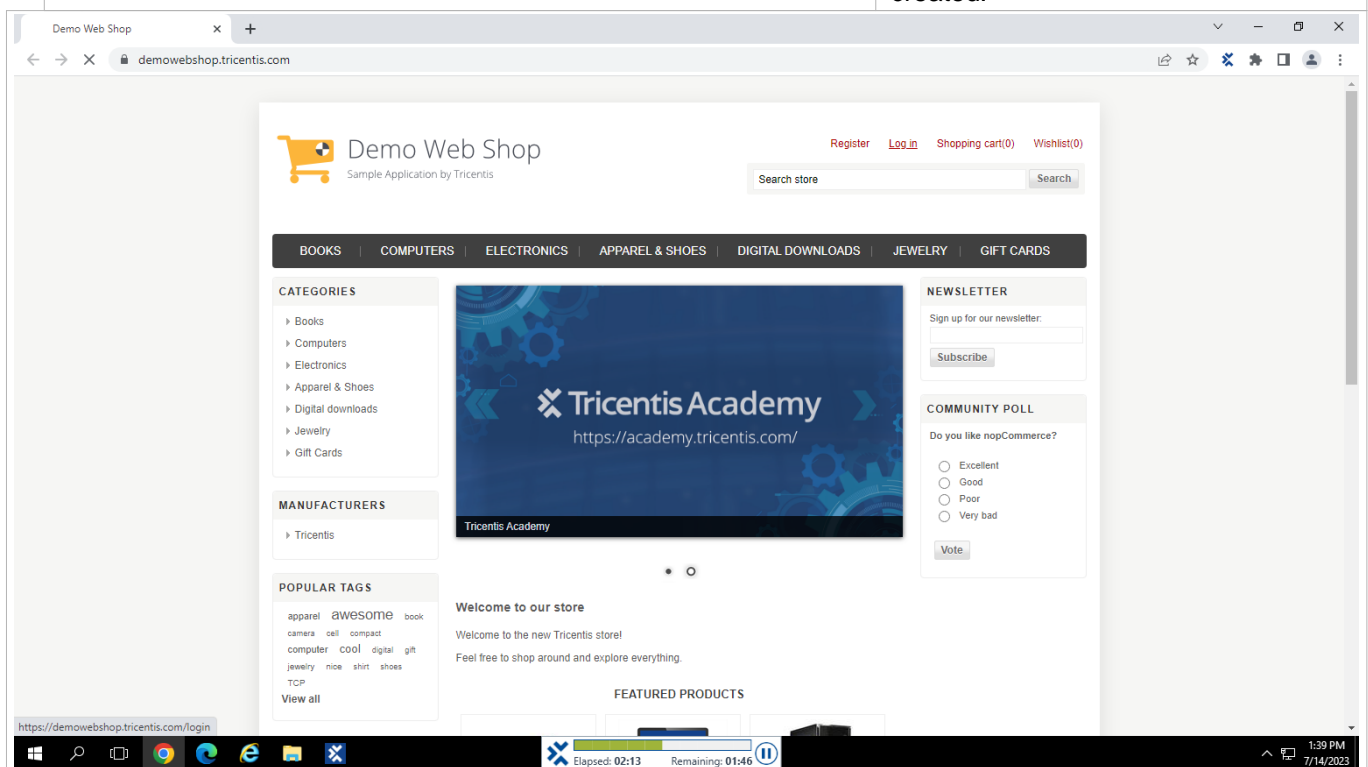 created.
Demo Web Shop
demowebshop.tricentis.com
Demo Web Shop
Sample Application by Tricentis
Register Log in Shopping cart(0) Wishlist(0)
Search store Search
BOOKS | COMPUTERS | ELECTRONICS | APPAREL & SHOES | DIGITAL DOWNLOADS | JEWELRY | GIFT CARDS
CATEGORIES
Books
Computers
Electronics
Apparel & Shoes
Digital downloads
Jewelry
Gift Cards
MANUFACTURERS
Tricentis
POPULAR TAGS
apparel awesome book
camera cell compact
computer cool digital gift
jewelry nice shirt shoes
TCP
View all
Tricentis Academy
https://academy.tricentis.com/
Tricentis Academy
Welcome to our store
Welcome to the new Tricentis store!
Feel free to shop around and explore everything.
FEATURED PRODUCTS
NEWSLETTER
Sign up for our newsletter:
Subscribe
COMMUNITY POLL
Do you like nopCommerce?
Excellent
Good
Poor
Very bad
Vote
https://demowebshop.tricentis.com/login
Elapsed: 02:13 Remaining: 01:46
1:39 PM
7/14/2023